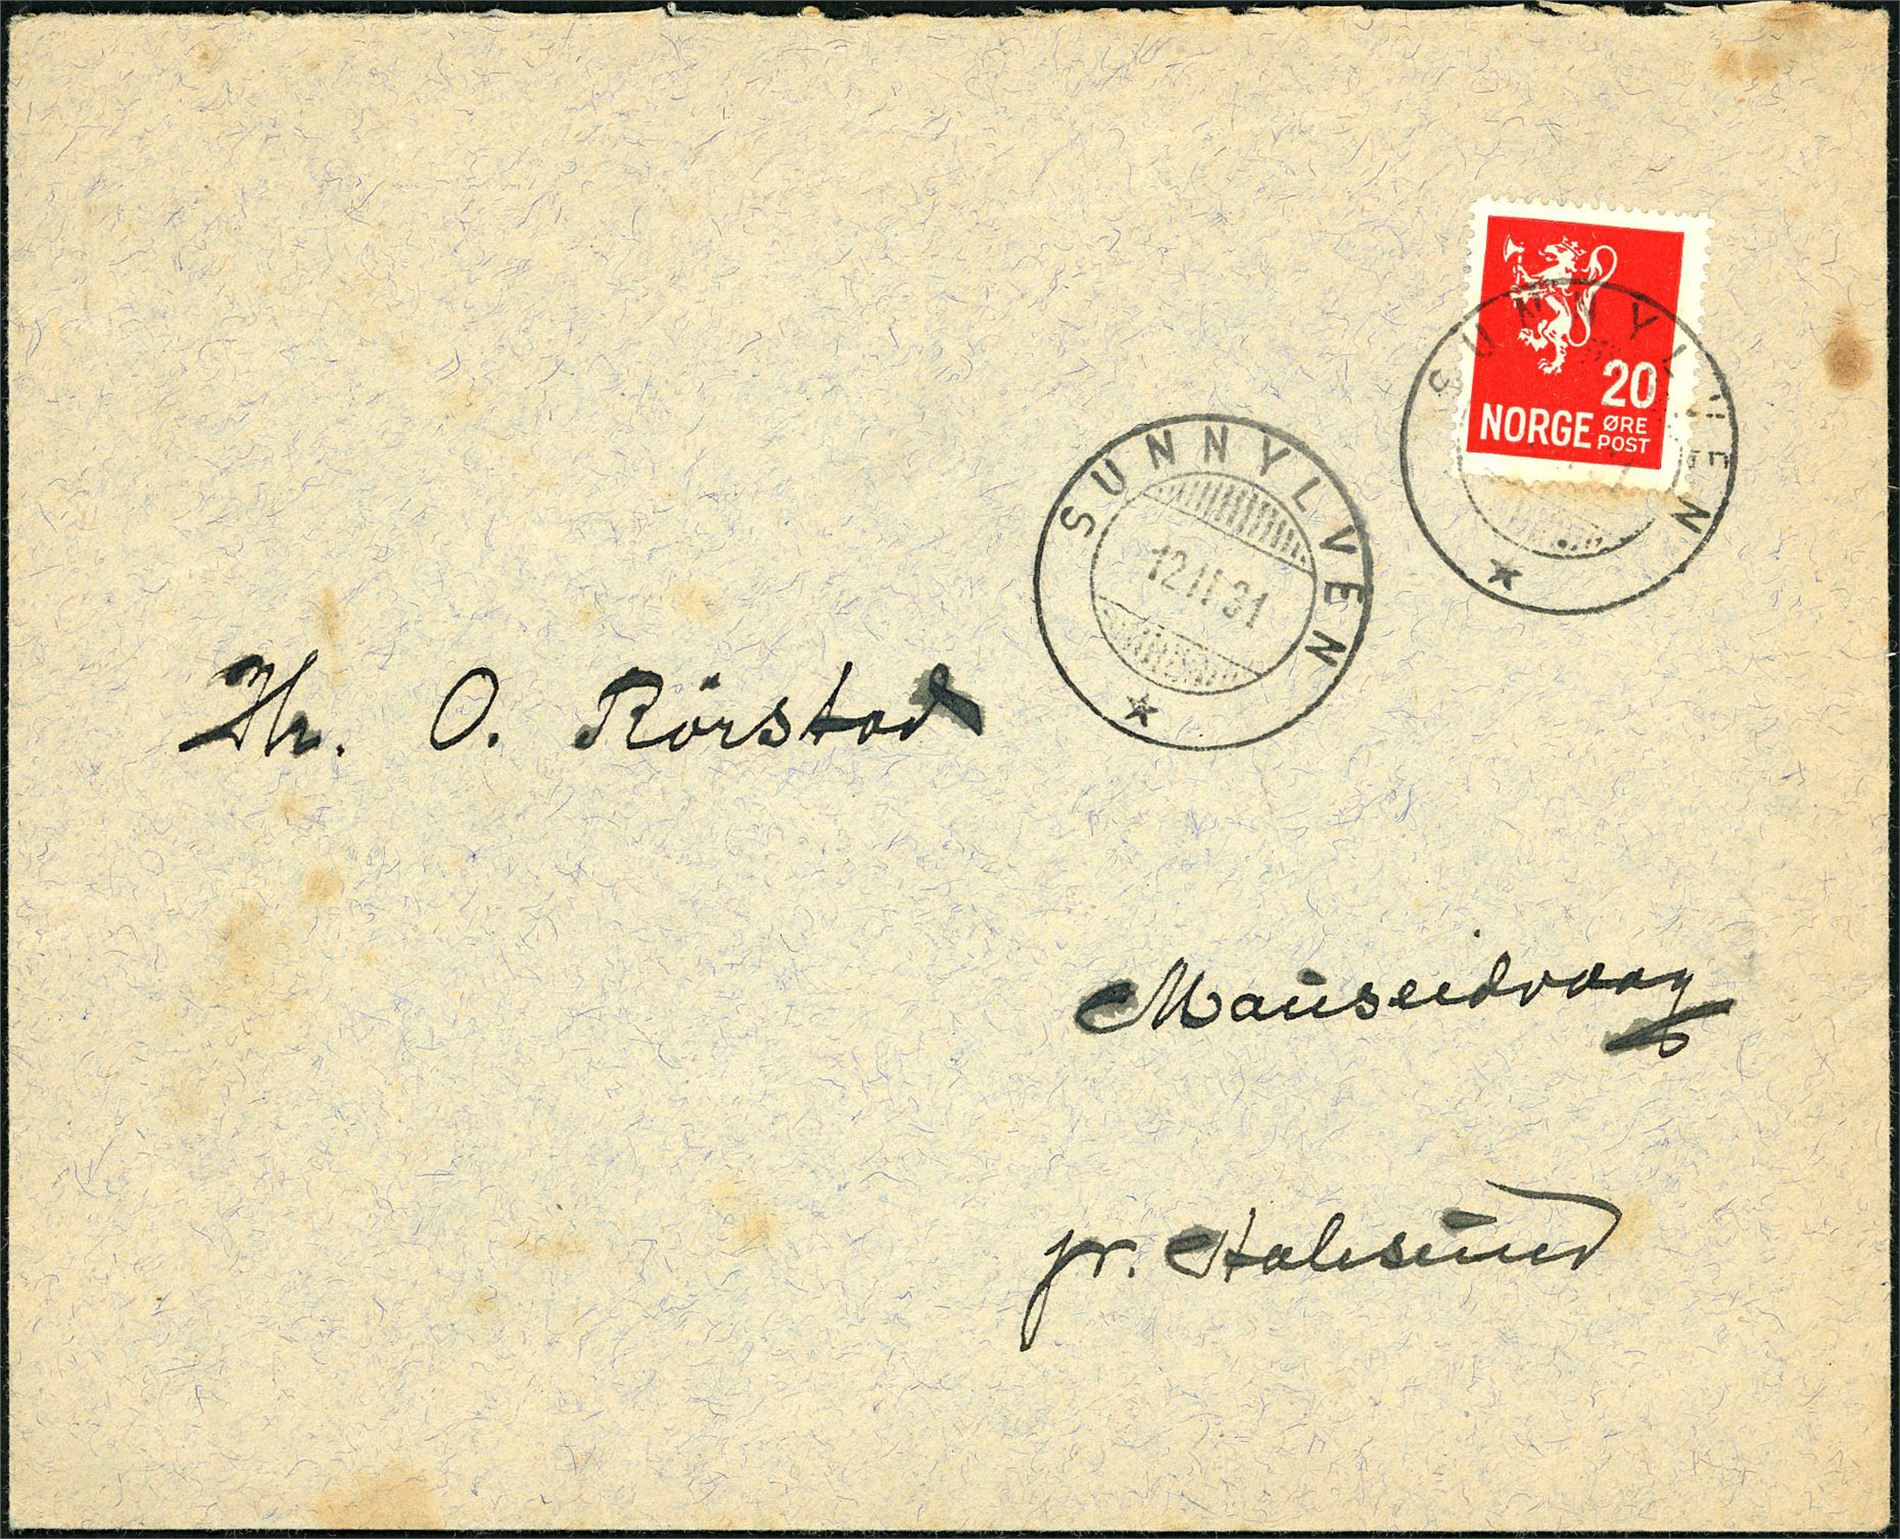 20
NORGE ØRE
POST
SUNNYLVEN
SUNNYLVEN
12.II.31
Hr. O. Rörstad
Mauseidvaag
pr. Aalesund